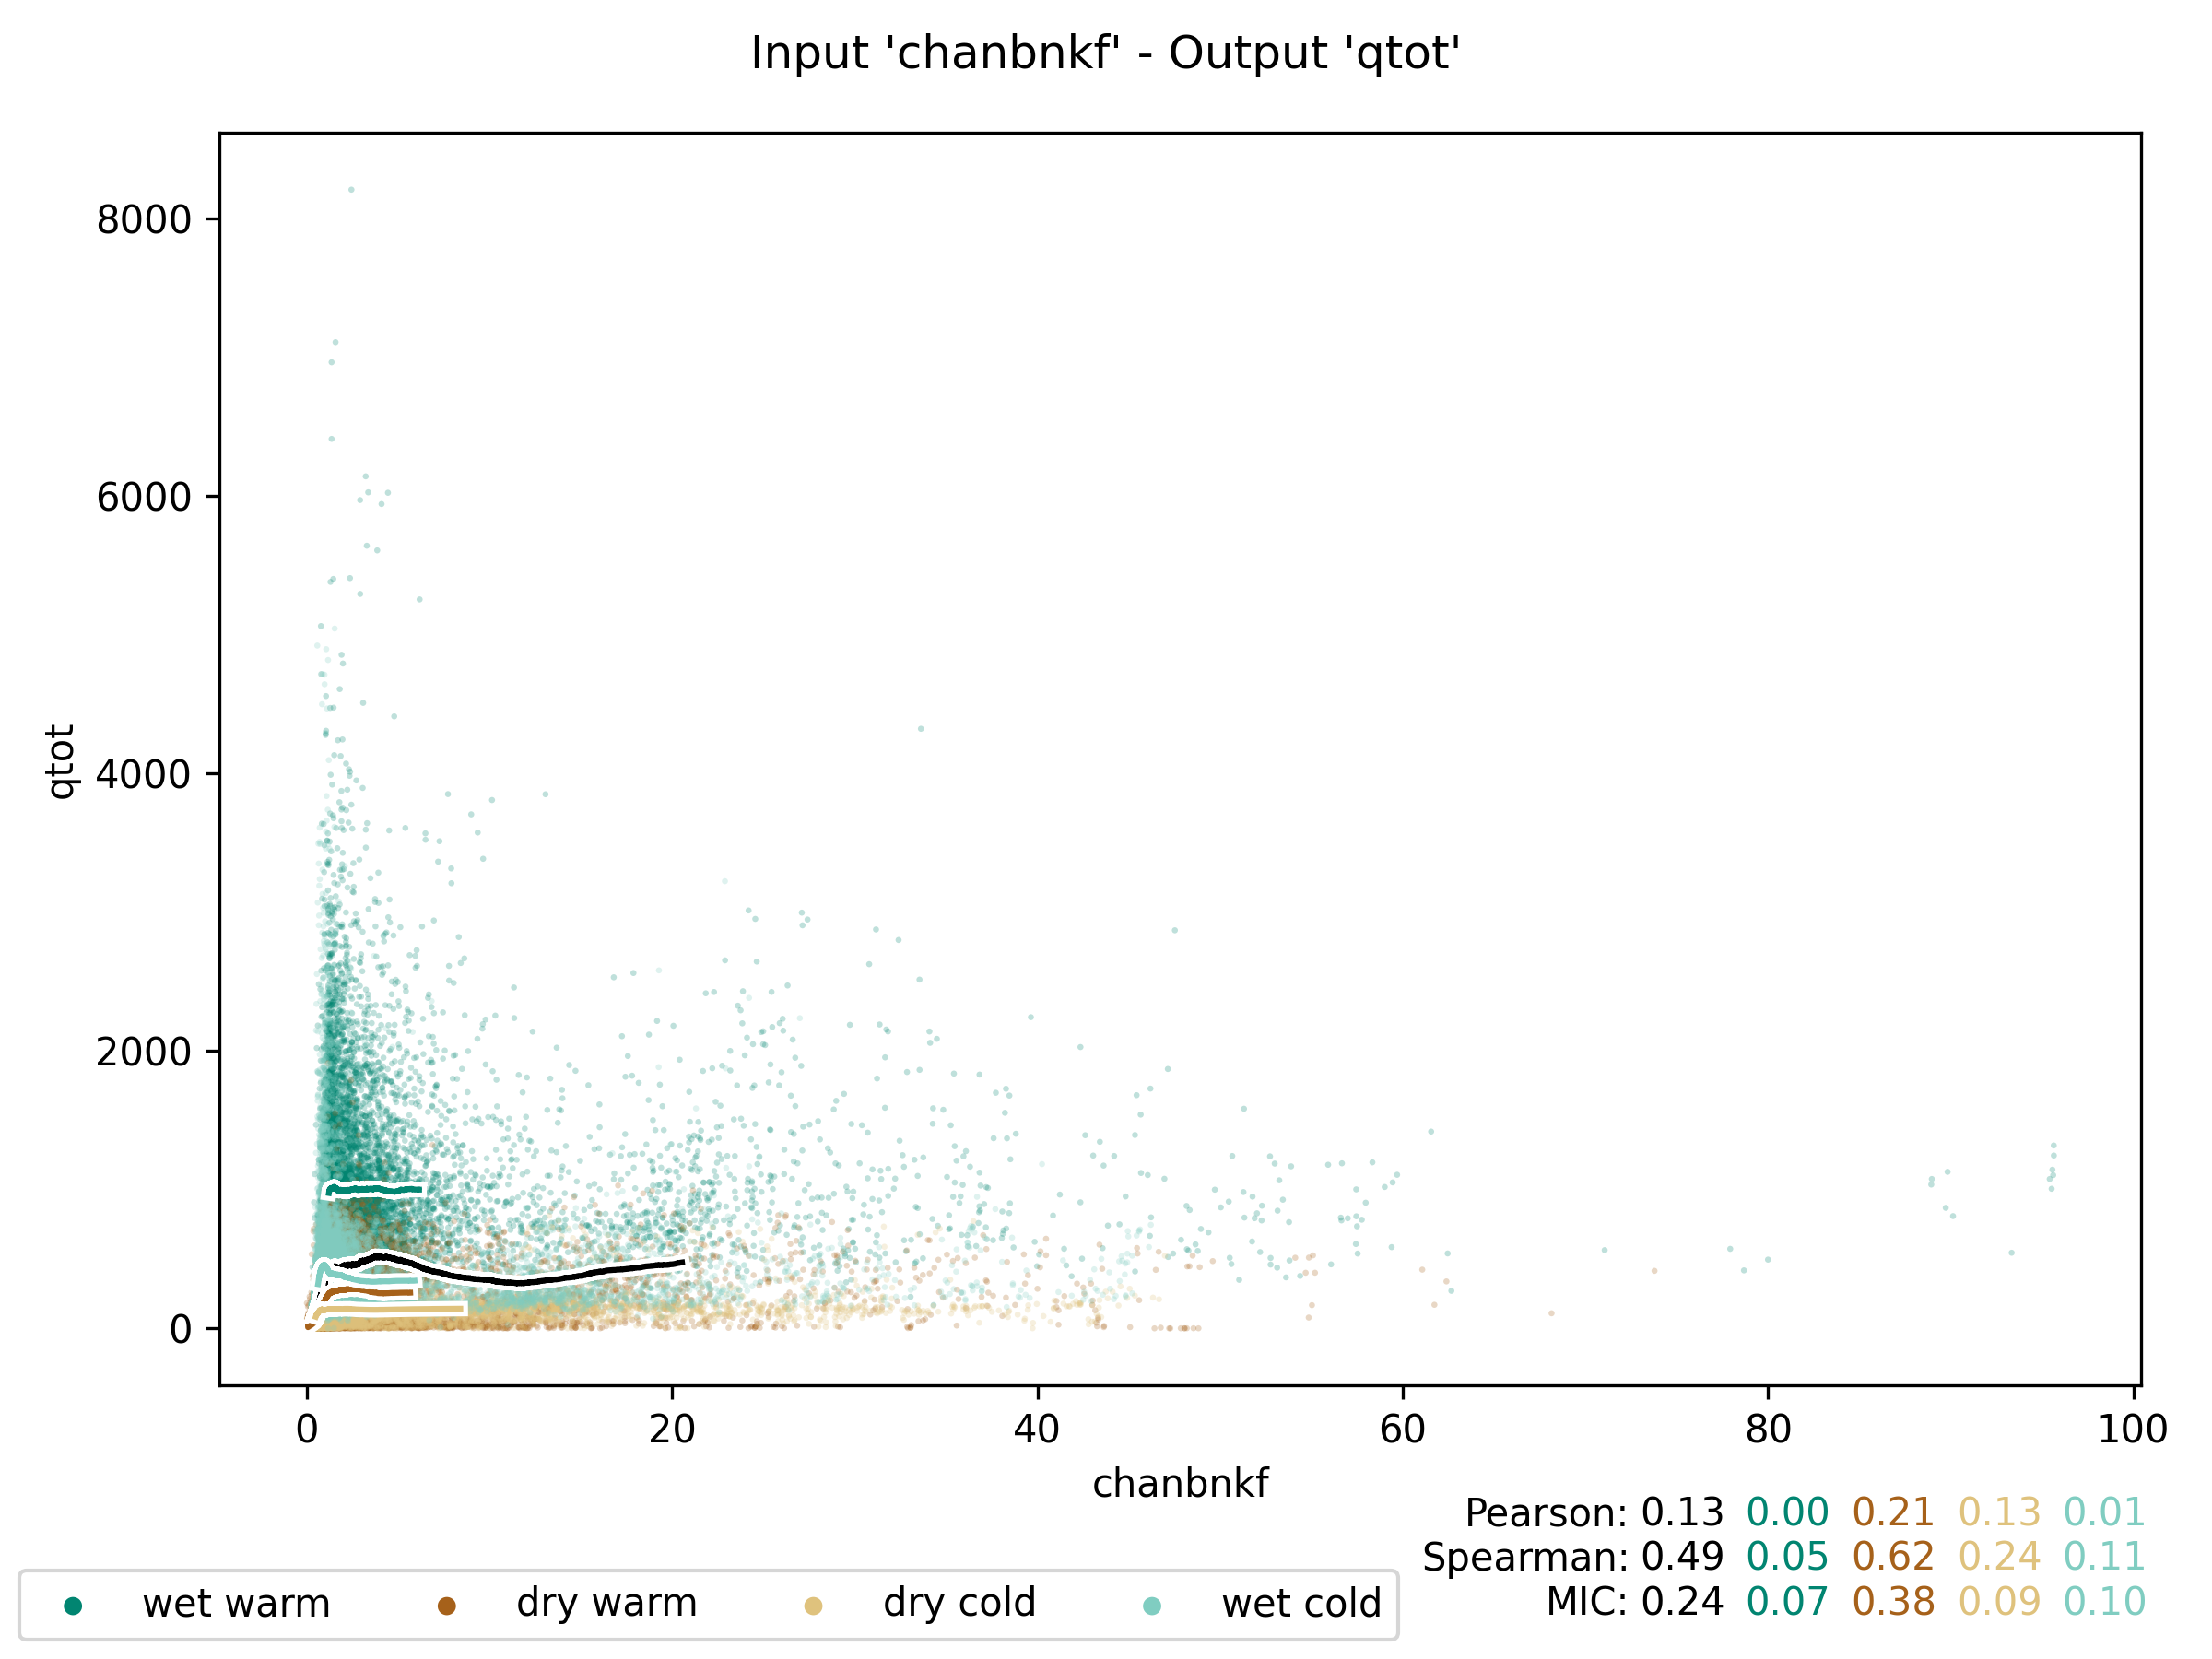 Input 'chanbnkf' - Output 'qtot'
8000
6000
4000
2000
0
qtot
0 20 40 60 80 100
chanbnkf
Pearson: 0.13 0.00 0.21 0.13 0.01
Spearman: 0.49 0.05 0.62 0.24 0.11
MIC: 0.24 0.07 0.38 0.09 0.10
wet warm dry warm dry cold wet cold